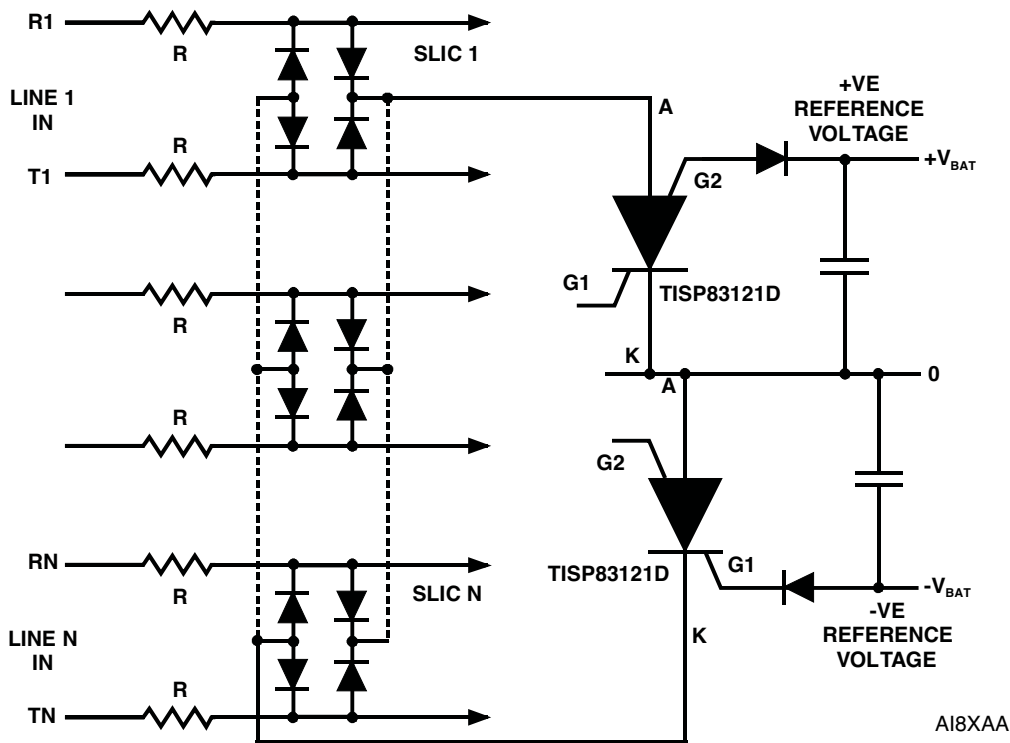 R1
R
SLIC 1
LINE 1
IN
R
T1
A
+VE
REFERENCE
VOLTAGE
G2
+VBAT
G1
TISP83121D
R
K
A
0
R
G2
RN
R
SLIC N
TISP83121D
G1
-VBAT
-VE
REFERENCE
VOLTAGE
LINE N
IN
K
R
TN
AI8XAA